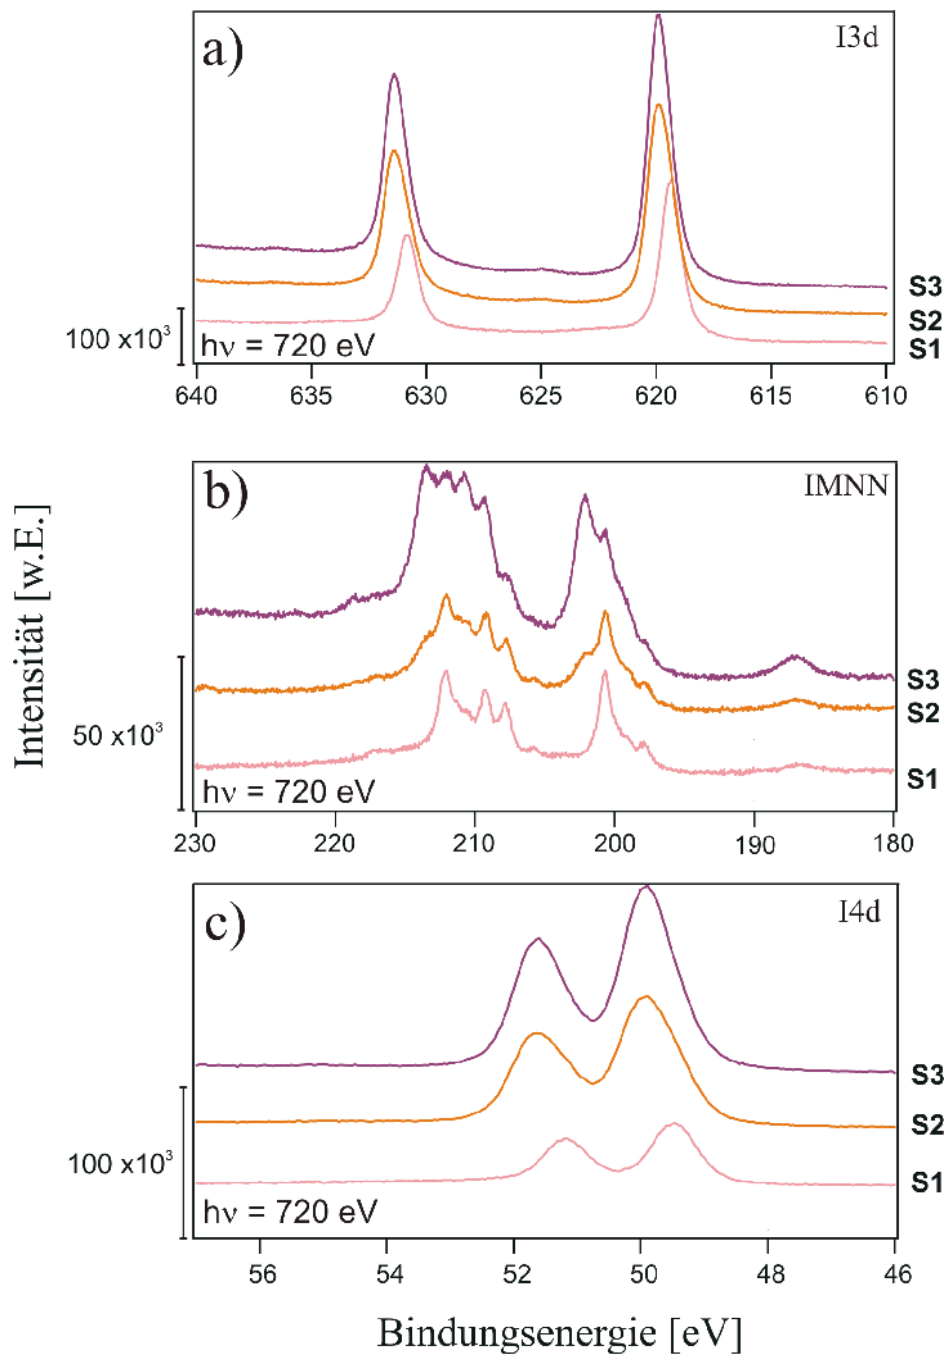 a)
I3d
S3
S2
S1
100 x10³
hν = 720 eV
640 635 630 625 620 615 610
b)
IMNN
S3
S2
S1
50 x10³
hν = 720 eV
230 220 210 200 190 180
c)
I4d
S3
S2
S1
100 x10³
hν = 720 eV
56 54 52 50 48 46
Intensität [w.E.]
Bindungsenergie [eV]